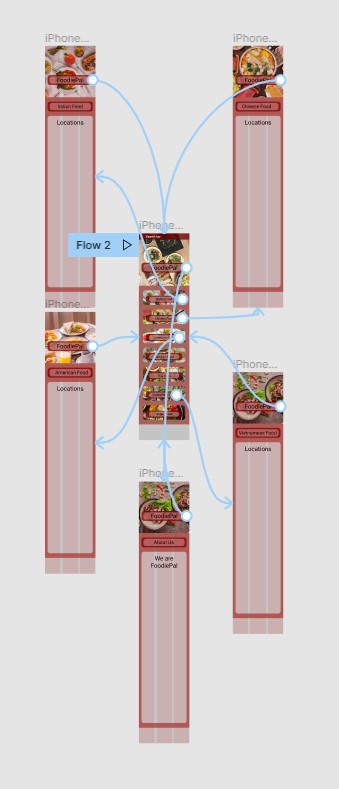 iPhone...
FoodiePal
Italian Food
Locations
iPhone...
FoodiePal
Chinese Food
Locations
iPhone...
Flow 2
FoodiePal
iPhone...
FoodiePal
American Food
Locations
iPhone...
FoodiePal
Vietnamese Food
Locations
iPhone...
FoodiePal
About Us
We are
FoodiePal